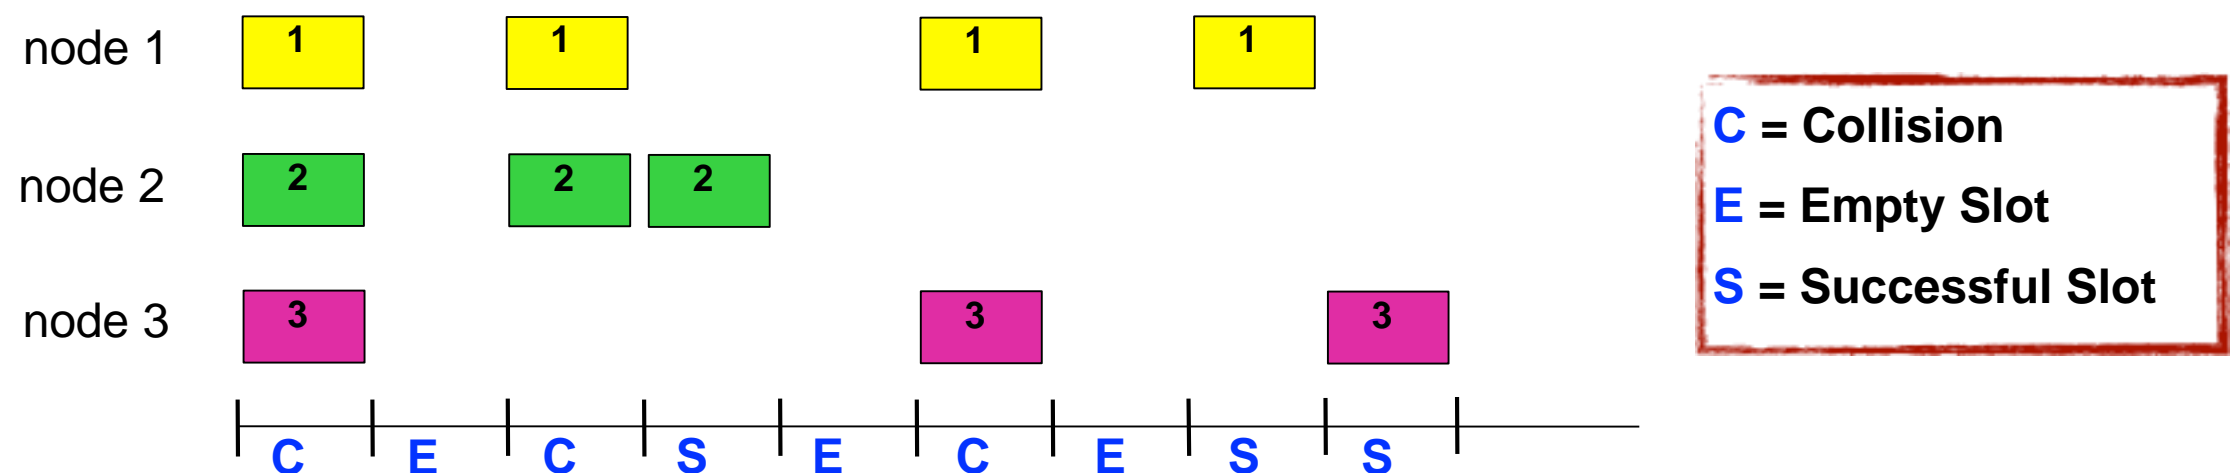 node 1 1 1 1 1
node 2 2 2 2
node 3 3 3 3
C E C S E C E S S
C = Collision
E = Empty Slot
S = Successful Slot